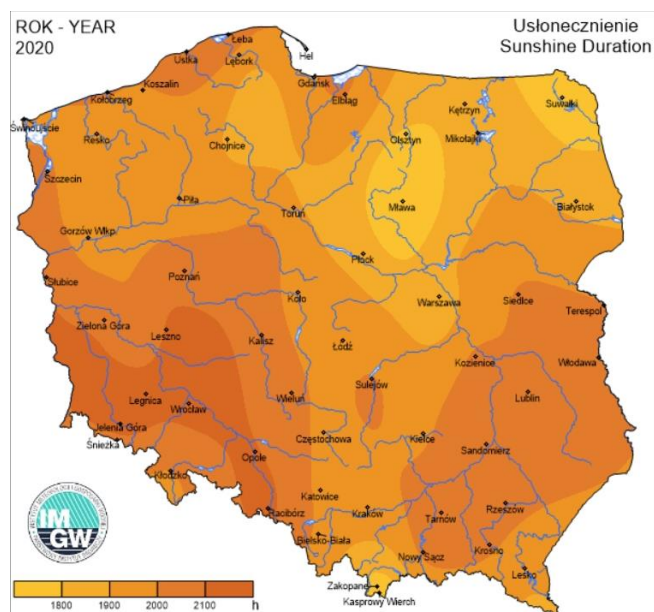 ROK - YEAR
2020
Usłonecznienie
Sunshine Duration
Łeba
Hel
Ustka
Lębork
Gdańsk
Koszalin
Elbląg
Kołobrzeg
Kętrzyn
Suwałki
Świnoujście
Resko
Chojnice
Olsztyn
Mikołajki
Szczecin
Piła
Toruń
Mława
Białystok
Gorzów Wlkp.
Płock
Słubice
Poznań
Koło
Warszawa
Siedlce
Terespol
Zielona Góra
Leszno
Kalisz
Łódź
Kozienice
Włodawa
Sulejów
Legnica
Wrocław
Wieluń
Lublin
Jelenia Góra
Śnieżka
Częstochowa
Kielce
Sandomierz
Opole
Kłodzko
Katowice
Racibórz
Kraków
Tarnów
Rzeszów
Bielsko-Biała
Nowy Sącz
Krosno
Lesko
Zakopane
Kasprowy Wierch
IM
GW
1800 1900 2000 2100 h